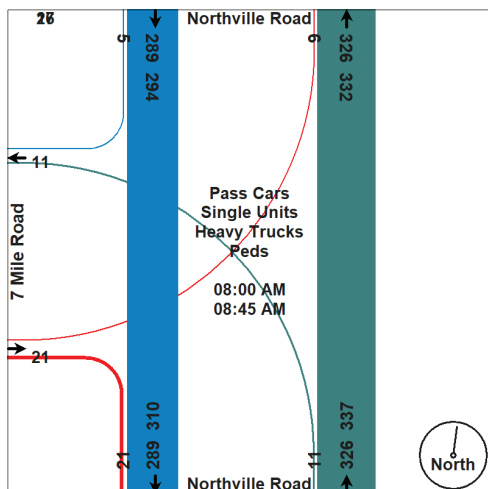 Northville Road
5
289
294
6
326
332
11
7 Mile Road
Pass Cars
Single Units
Heavy Trucks
Peds
08:00 AM
08:45 AM
21
21
289 310
11
326 337
Northville Road
North